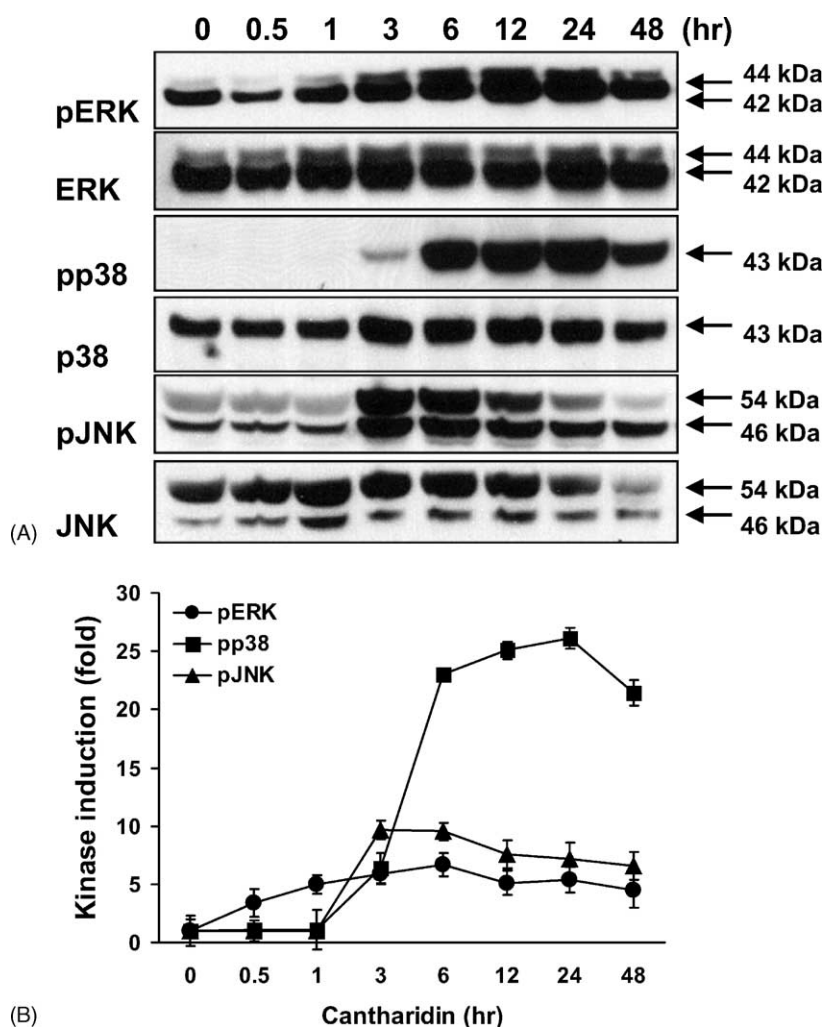 0 0.5 1 3 6 12 24 48 (hr)
pERK
44 kDa
42 kDa
ERK
44 kDa
42 kDa
pp38
43 kDa
p38
43 kDa
pJNK
54 kDa
46 kDa
(A)
JNK
54 kDa
46 kDa
30
25
20
15
10
5
0
Kinase induction (fold)
pERK
pp38
pJNK
0 0.5 1 3 6 12 24 48
(B)
Cantharidin (hr)